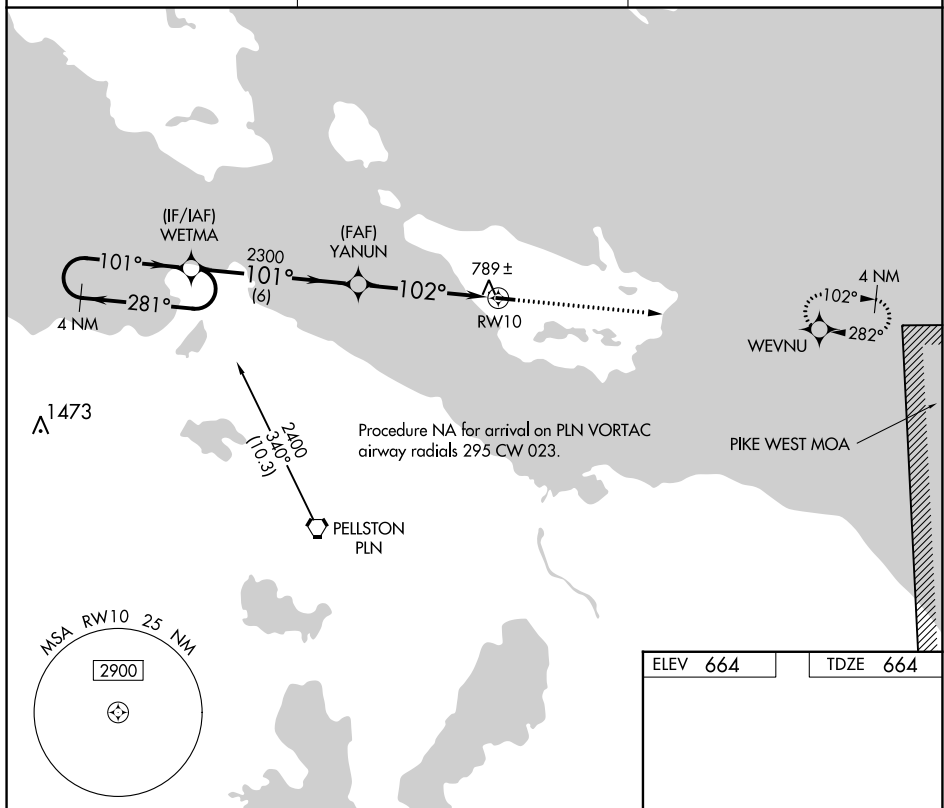 (IF/IAF)
WETMA
(FAF)
YANUN
101°
2300
101°
(6)
102°
789 ±
281°
4 NM
RW10
4 NM
102°
282°
WEVNU
1473
2400
340°
(10.3)
Procedure NA for arrival on PLN VORTAC
airway radials 295 CW 023.
PIKE WEST MOA
PELLSTON
PLN
MSA RW10 25 NM
2900
ELEV 664
TDZE 664